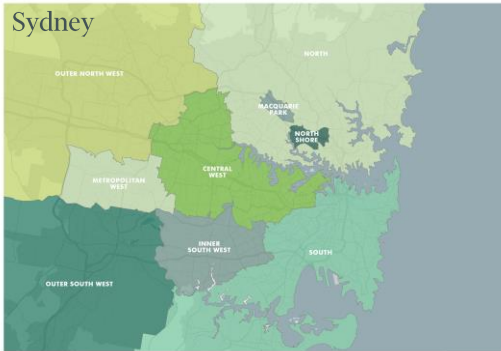 Sydney
NORTH
OUTER NORTH WEST
MACQUARIE
PARK
NORTH
SHORE
CENTRAL
WEST
METROPOLITAN
WEST
INNER
SOUTH WEST
SOUTH
OUTER SOUTH WEST